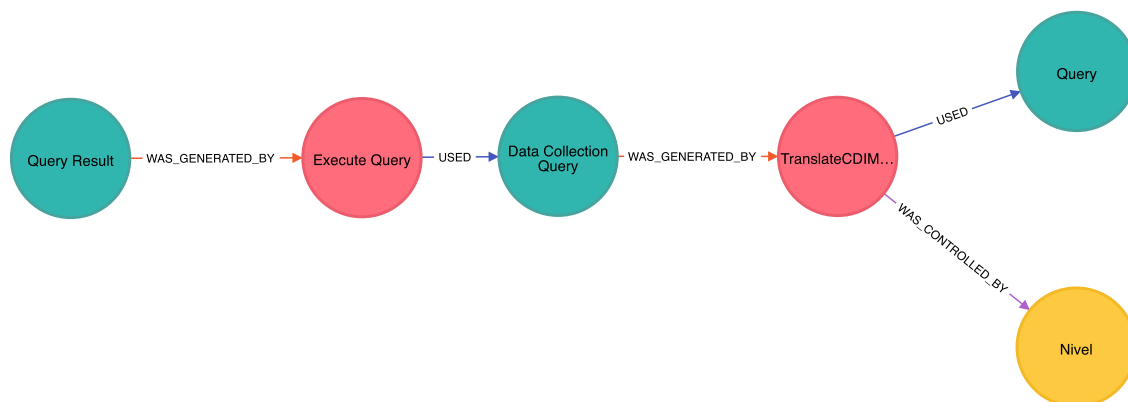 Query Result
WAS_GENERATED_BY
Execute Query
USED
Data Collection
Query
WAS_GENERATED_BY
TranslateCDIM…
USED
Query
WAS_CONTROLLED_BY
Nivel